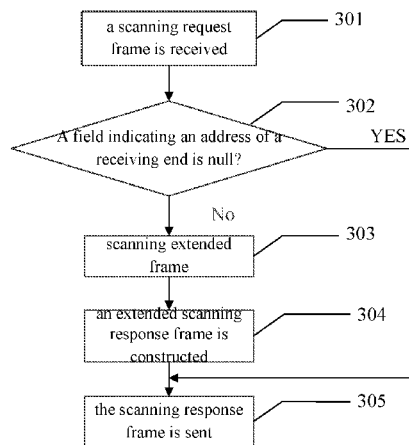 a scanning request
frame is received
301
302
A field indicating an address of a
receiving end is null?
YES
No
scanning extended
frame
303
an extended scanning
response frame is
constructed
304
the scanning response
frame is sent
305